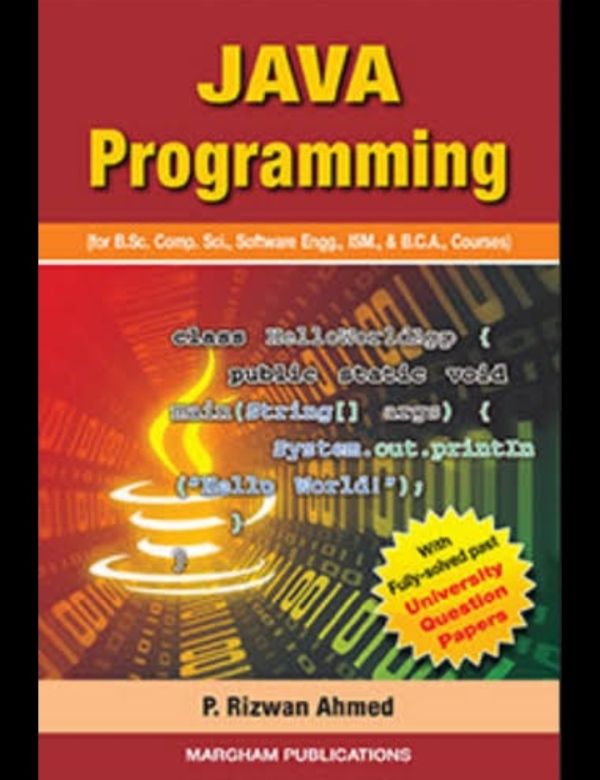 JAVA
Programming
(for B.Sc. Comp. Sci., Software Engg., ISM., & B.C.A., Courses)
class HelloWorldApp {
public static void
main(String[] args) {
System.out.println
("Hello World!");
}
}
With
Fully-solved past
University
Question
Papers
P. Rizwan Ahmed
MARGHAM PUBLICATIONS